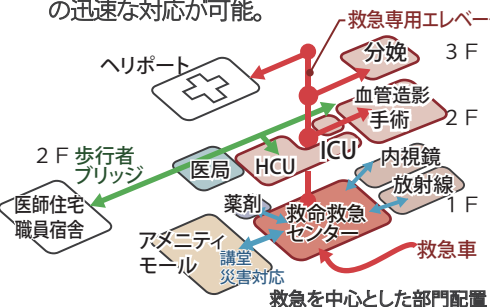 の迅速な対応が可能。
救急専用エレベー
分娩
3F
ヘリポート
血管造影
手術
2F
ICU
2F歩行者
ブリッジ
医局
HCU
内視鏡
放射線
1F
医師住宅
職員宿舎
薬剤
救命救急
センター
アメニティ
モール
講堂
災害対応
救急車
救急を中心とした部門配置